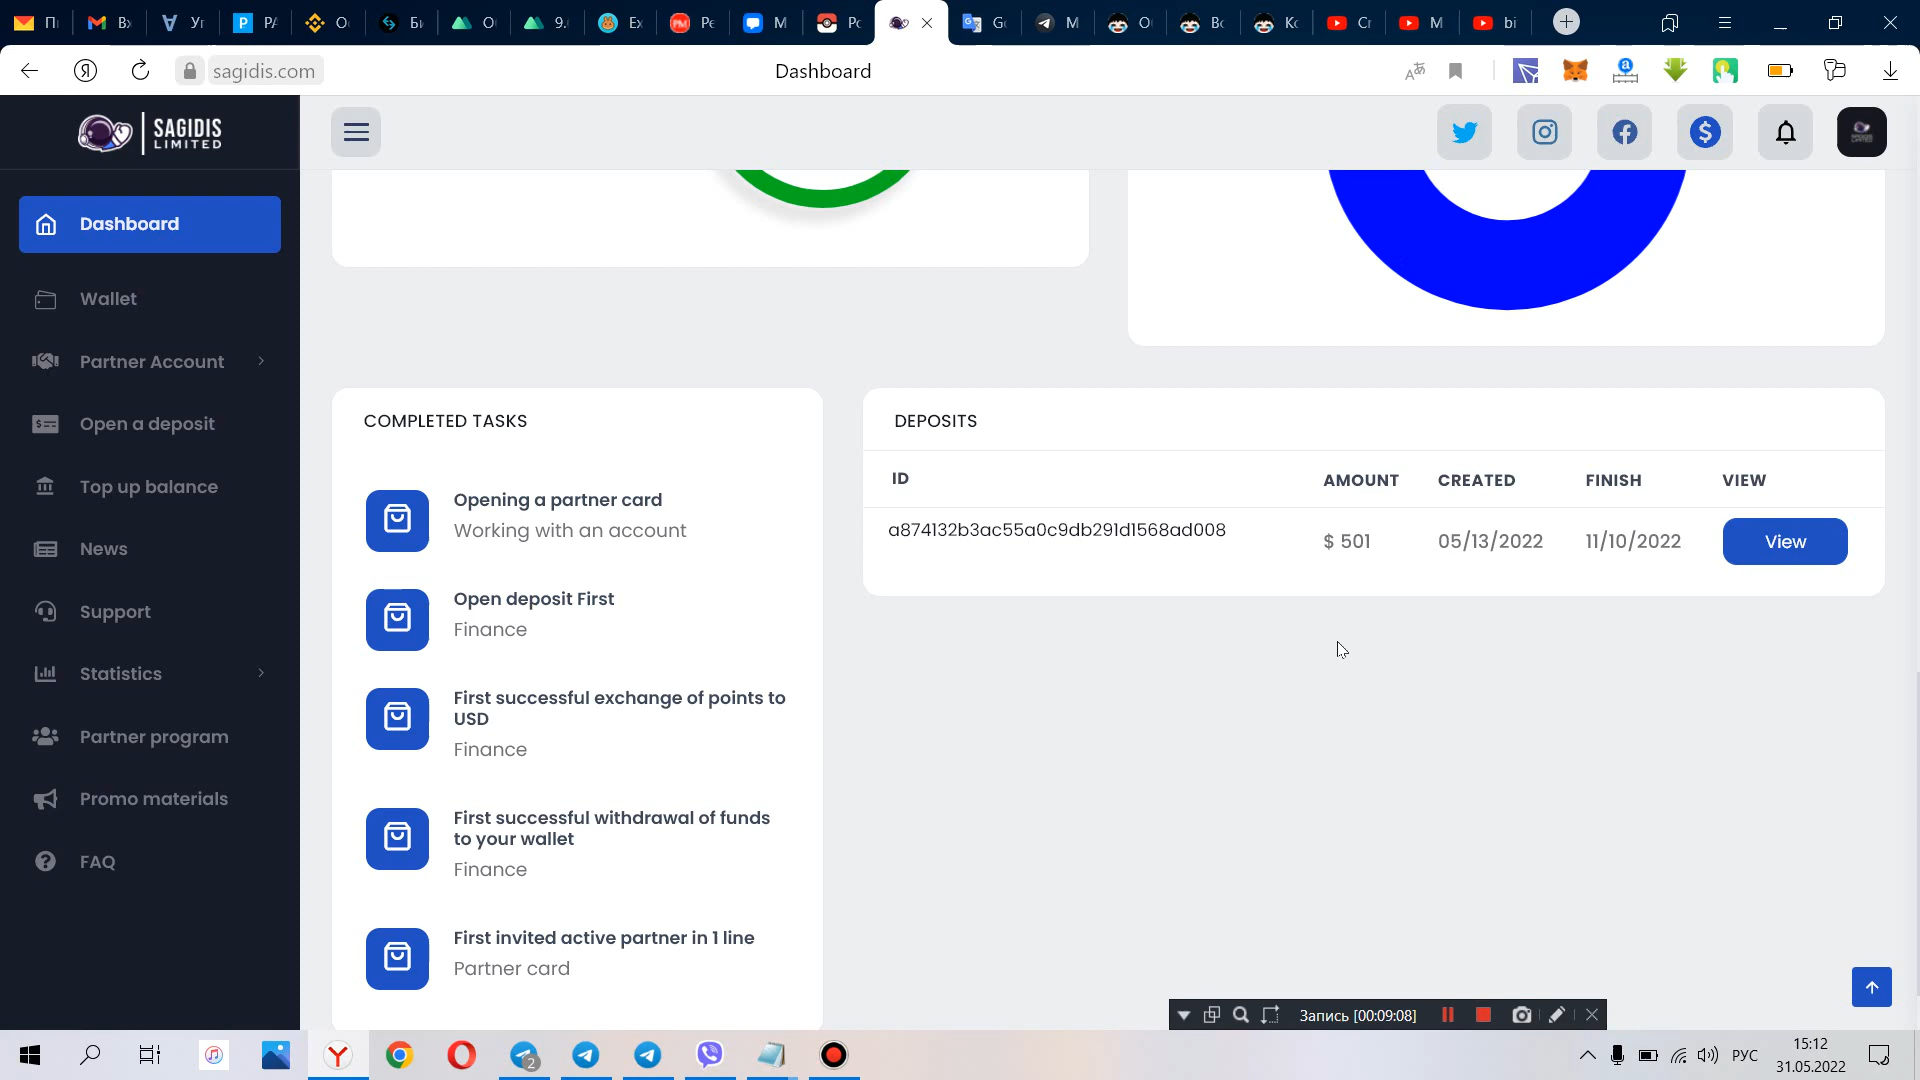 Вх
bi
sagidis.com
Dashboard
SAGIDIS
LIMITED
Dashboard
Wallet
Partner Account
Open a deposit
Top up balance
News
Support
Statistics
Partner program
Promo materials
FAQ
COMPLETED TASKS
Opening a partner card
Working with an account
Open deposit First
Finance
First successful exchange of points to
USD
Finance
First successful withdrawal of funds
to your wallet
Finance
First invited active partner in 1 line
Partner card
DEPOSITS
ID AMOUNT CREATED FINISH VIEW
a874132b3ac55a0c9db291d1568ad008 $ 501 05/13/2022 11/10/2022 View
Запись [00:09:08]
2
РУС
15:12
31.05.2022